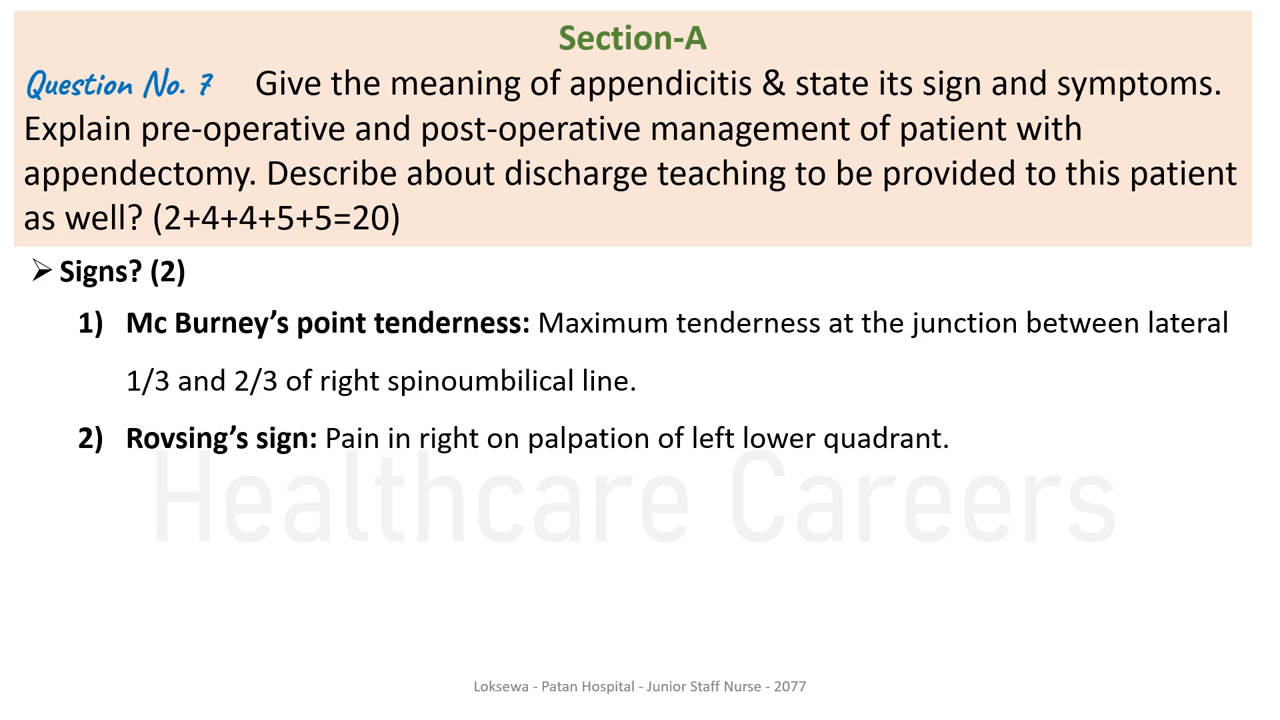 Section-A
Question No. 7 Give the meaning of appendicitis & state its sign and symptoms.
Explain pre-operative and post-operative management of patient with
appendectomy. Describe about discharge teaching to be provided to this patient
as well? (2+4+4+5+5=20)
➢ Signs? (2)
1) Mc Burney’s point tenderness: Maximum tenderness at the junction between lateral
1/3 and 2/3 of right spinoumbilical line.
2) Rovsing’s sign: Pain in right on palpation of left lower quadrant.
Healthcare Careers
Loksewa - Patan Hospital - Junior Staff Nurse - 2077